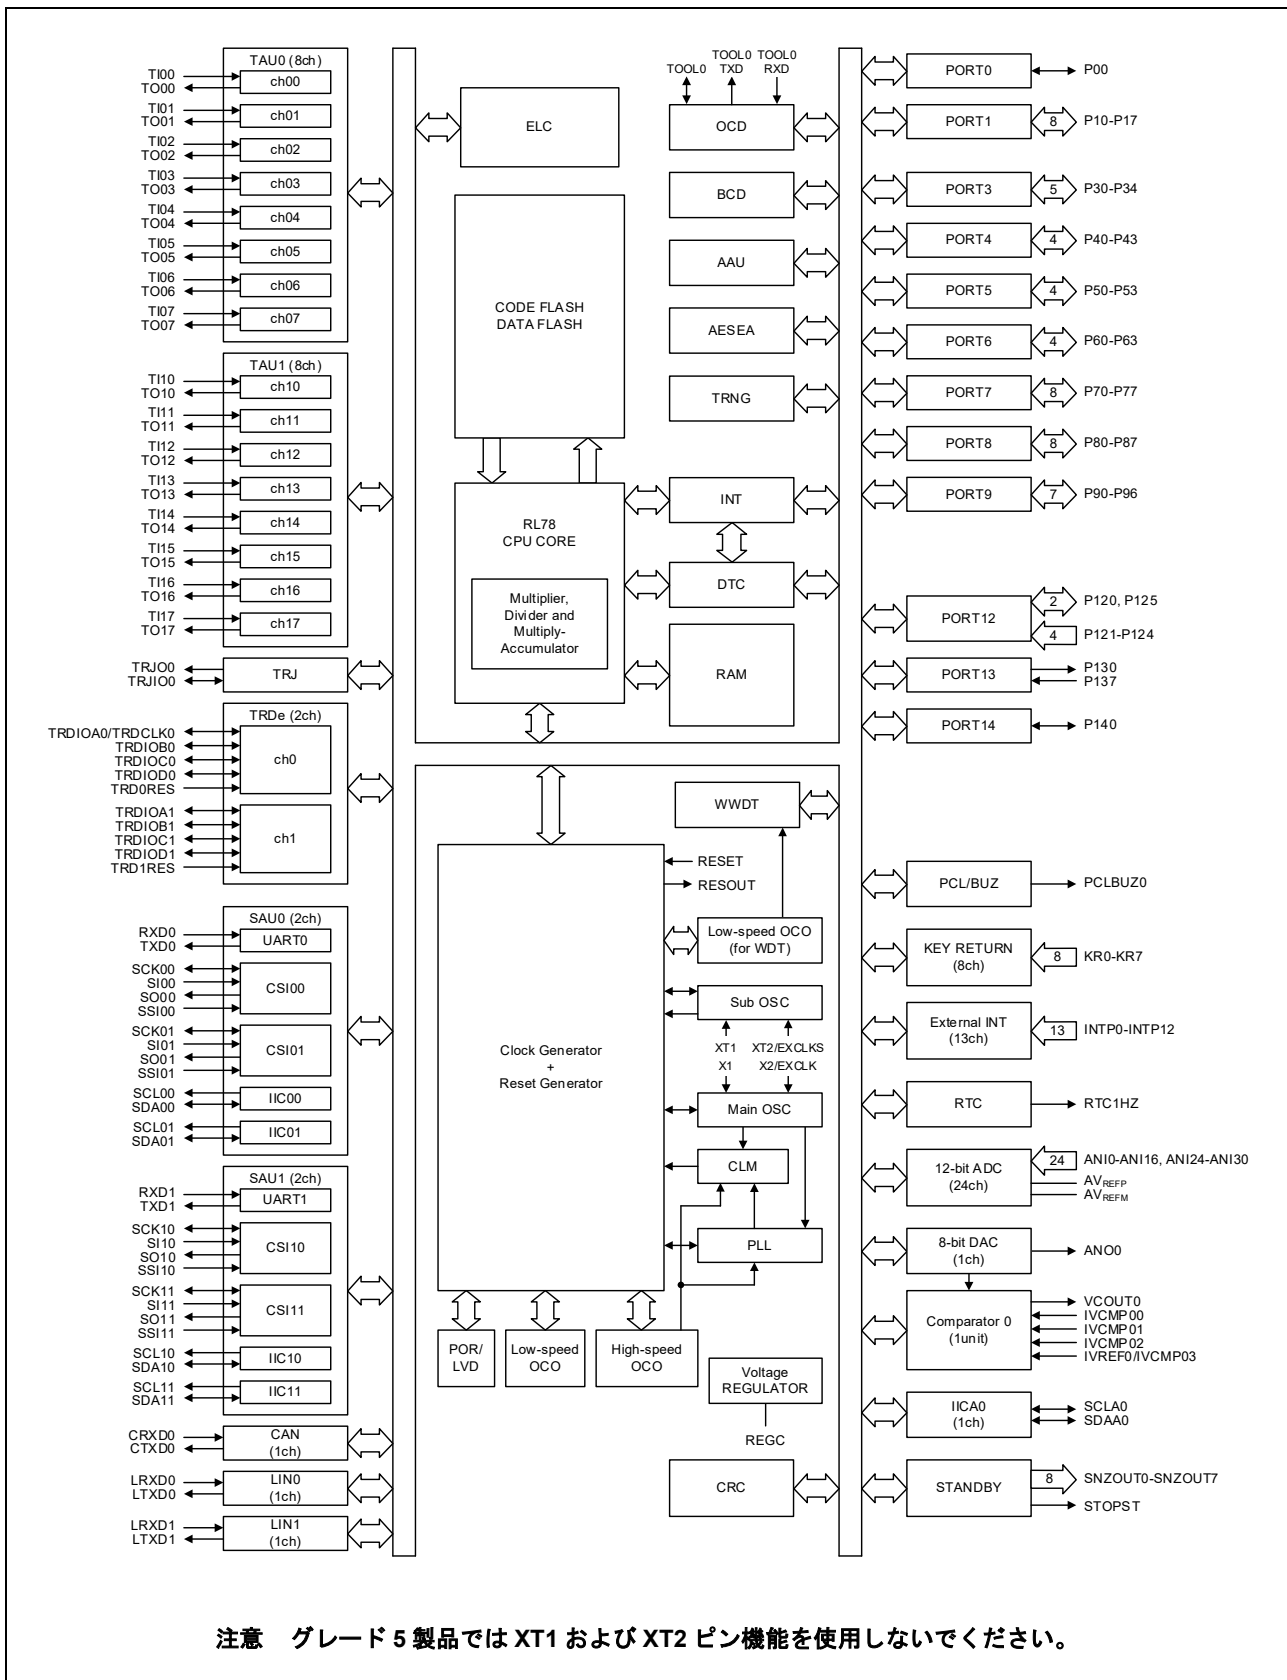 TAU0 (8ch)
TI00
TO00
ch00
TI01
TO01
ch01
TI02
TO02
ch02
TI03
TO03
ch03
TI04
TO04
ch04
TI05
TO05
ch05
TI06
TO06
ch06
TI07
TO07
ch07
TAU1 (8ch)
TI10
TO10
ch10
TI11
TO11
ch11
TI12
TO12
ch12
TI13
TO13
ch13
TI14
TO14
ch14
TI15
TO15
ch15
TI16
TO16
ch16
TI17
TO17
ch17
TRJO0
TRJIO0
TRJ
TRDe (2ch)
TRDIOA0/TRDCLK0
TRDIOB0
TRDIOC0
TRDIOD0
TRD0RES
ch0
TRDIOA1
TRDIOB1
TRDIOC1
TRDIOD1
TRD1RES
ch1
SAU0 (2ch)
RXD0
TXD0
UART0
SCK00
SI00
SO00
SSI00
CSI00
SCK01
SI01
SO01
SSI01
CSI01
SCL00
SDA00
IIC00
SCL01
SDA01
IIC01
SAU1 (2ch)
RXD1
TXD1
UART1
SCK10
SI10
SO10
SSI10
CSI10
SCK11
SI11
SO11
SSI11
CSI11
SCL10
SDA10
IIC10
SCL11
SDA11
IIC11
CRXD0
CTXD0
CAN
(1ch)
LRXD0
LTXD0
LIN0
(1ch)
LRXD1
LTXD1
LIN1
(1ch)
ELC
CODE FLASH
DATA FLASH
RL78
CPU CORE
Multiplier,
Divider and
Multiply-
Accumulator
TOOL0
TOOL0
TXD
TOOL0
RXD
OCD
BCD
AAU
AESEA
TRNG
INT
DTC
RAM
WWDT
RESET
RESOUT
Low-speed OCO
(for WDT)
Sub OSC
XT1
XT2/EXCLKS
X1
X2/EXCLK
Main OSC
CLM
PLL
Clock Generator
+
Reset Generator
POR/
LVD
Low-speed
OCO
High-speed
OCO
Voltage
REGULATOR
REGC
CRC
PORT0
P00
PORT1
8
P10-P17
PORT3
5
P30-P34
PORT4
4
P40-P43
PORT5
4
P50-P53
PORT6
4
P60-P63
PORT7
8
P70-P77
PORT8
8
P80-P87
PORT9
7
P90-P96
PORT12
2
P120, P125
4
P121-P124
PORT13
P130
P137
PORT14
P140
PCL/BUZ
PCLBUZ0
KEY RETURN
(8ch)
8
KR0-KR7
External INT
(13ch)
13
INTP0-INTP12
RTC
RTC1HZ
12-bit ADC
(24ch)
24
ANI0-ANI16, ANI24-ANI30
AVREFP
AVREFM
8-bit DAC
(1ch)
ANO0
Comparator 0
(1unit)
VCOUT0
IVCMP00
IVCMP01
IVCMP02
IVREF0/IVCMP03
IICA0
(1ch)
SCLA0
SDAA0
STANDBY
8
SNZOUT0-SNZOUT7
STOPST
注意 グレード 5 製品では XT1 および XT2 ピン機能を使用しないでください。